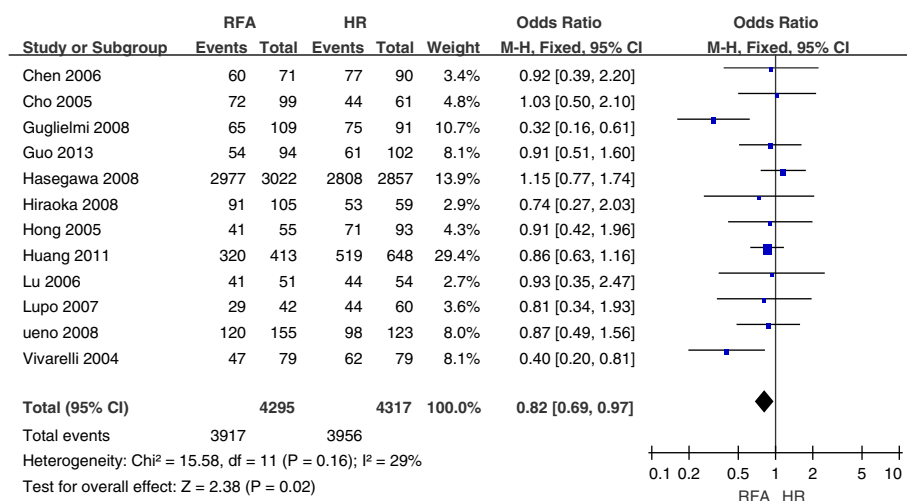 RFA HR Odds Ratio Odds Ratio
Study or Subgroup Events Total Events Total Weight M-H, Fixed, 95% CI M-H, Fixed, 95% CI
Chen 2006 60 71 77 90 3.4% 0.92 [0.39, 2.20]
Cho 2005 72 99 44 61 4.8% 1.03 [0.50, 2.10]
Guglielmi 2008 65 109 75 91 10.7% 0.32 [0.16, 0.61]
Guo 2013 54 94 61 102 8.1% 0.91 [0.51, 1.60]
Hasegawa 2008 2977 3022 2808 2857 13.9% 1.15 [0.77, 1.74]
Hiraoka 2008 91 105 53 59 2.9% 0.74 [0.27, 2.03]
Hong 2005 41 55 71 93 4.5% 0.91 [0.42, 1.96]
Huang 2011 320 413 519 648 29.4% 0.86 [0.63, 1.16]
Lu 2006 41 51 44 54 2.7% 0.93 [0.35, 2.47]
Lupo 2007 29 42 44 60 3.6% 0.81 [0.34, 1.93]
ueno 2008 120 155 98 123 8.0% 0.87 [0.49, 1.56]
Vivarelli 2004 47 79 62 79 8.1% 0.40 [0.20, 0.81]
Total (95% CI) 4295 4317 100.0% 0.82 [0.69, 0.97]
Total events 3917 3956
Heterogeneity: Chi² = 15.58, df = 11 (P = 0.16); I² = 29%
Test for overall effect: Z = 2.38 (P = 0.02)
0.1 0.2 0.5 1 2 5 10
RFA HR